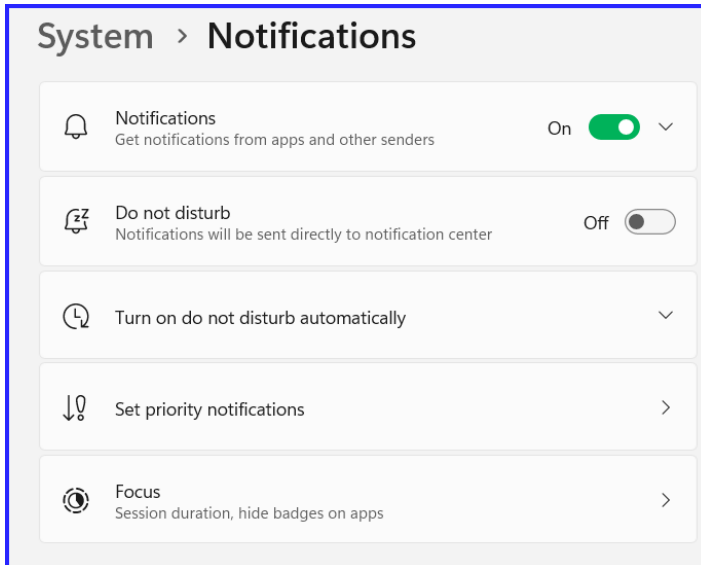 System > Notifications
Notifications
Get notifications from apps and other senders
On
Do not disturb
Notifications will be sent directly to notification center
Off
Turn on do not disturb automatically
Set priority notifications
Focus
Session duration, hide badges on apps